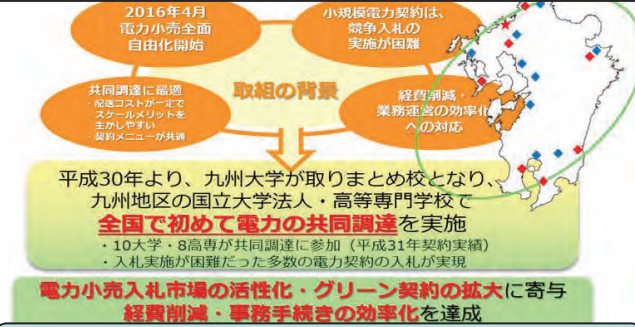 2016年4月
電力小売全面
自由化開始
小規模電力契約は、
競争入札の
実施が困難
共同調達に最適
・配送コストが一定で
スケールメリットを
生かしやすい
・契約メニューが共通
取組の背景
経費削減・
業務運営の効率化
への対応
平成30年より、九州大学が取りまとめ校となり、
九州地区の国立大学法人・高等専門学校で
全国で初めて電力の共同調達を実施
・10大学・8高専が共同調達に参加（平成31年契約実績）
・入札実施が困難だった多数の電力契約の入札が実現
電力小売入札市場の活性化・グリーン契約の拡大に寄与
経費削減・事務手続きの効率化を達成